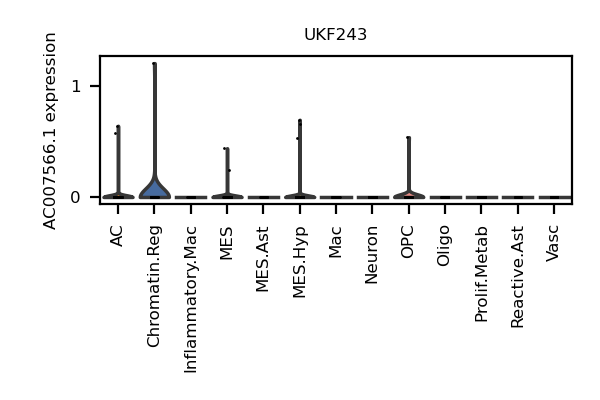 UKF243
AC007566.1 expression
1
0
AC
Chromatin.Reg
Inflammatory.Mac
MES
MES.Ast
MES.Hyp
Mac
Neuron
OPC
Oligo
Prolif.Metab
Reactive.Ast
Vasc